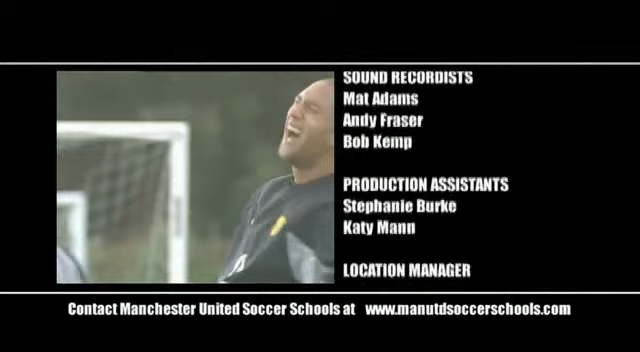 SOUND RECORDISTS
Mat Adams
Andy Fraser
Bob Kemp
PRODUCTION ASSISTANTS
Stephanie Burke
Katy Mann
LOCATION MANAGER
Contact Manchester United Soccer Schools at www.manutdsoccerschools.com